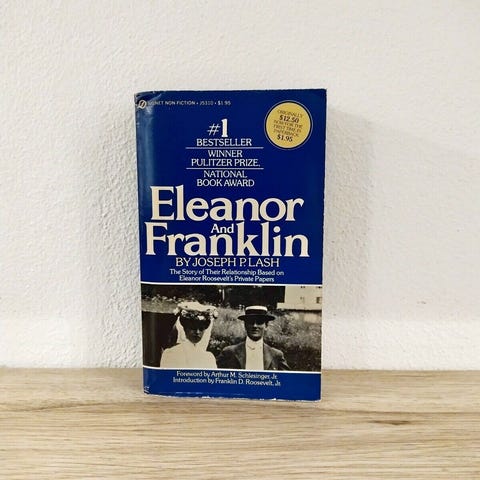 SIGNET NON FICTION • J5310 • $1.95
ORIGINALLY
$12.50
NOW FOR THE
FIRST TIME IN
PAPERBACK
$1.95
#1
BESTSELLER
WINNER
PULITZER PRIZE,
NATIONAL
BOOK AWARD
Eleanor
And
Franklin
BY JOSEPH P. LASH
The Story of Their Relationship Based on
Eleanor Roosevelt's Private Papers
Foreword by Arthur M. Schlesinger, Jr.
Introduction by Franklin D. Roosevelt, Jr.